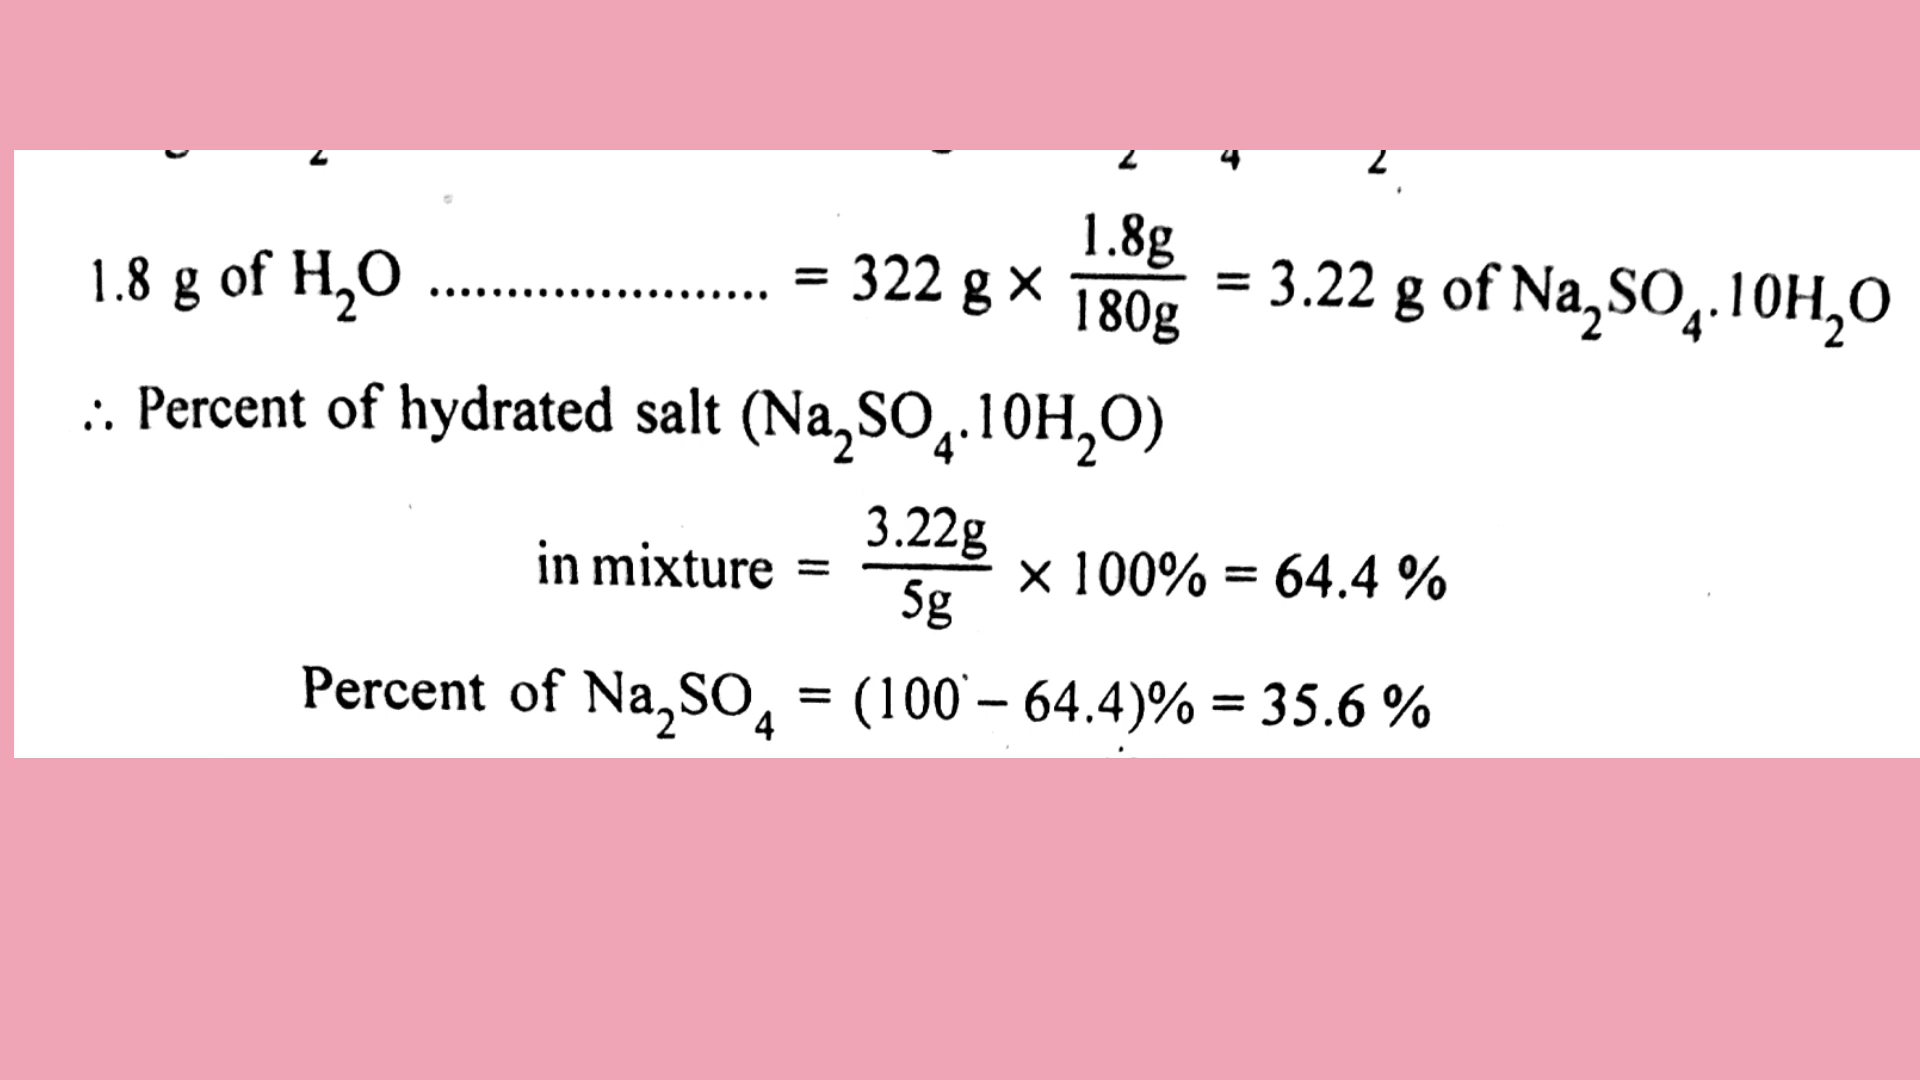 1.8 g of H₂O ...................... = 322 g × 1.8g/180g = 3.22 g of Na₂SO₄.10H₂O
∴ Percent of hydrated salt (Na₂SO₄.10H₂O)
in mixture = 3.22g/5g × 100% = 64.4 %
Percent of Na₂SO₄ = (100 – 64.4)% = 35.6 %